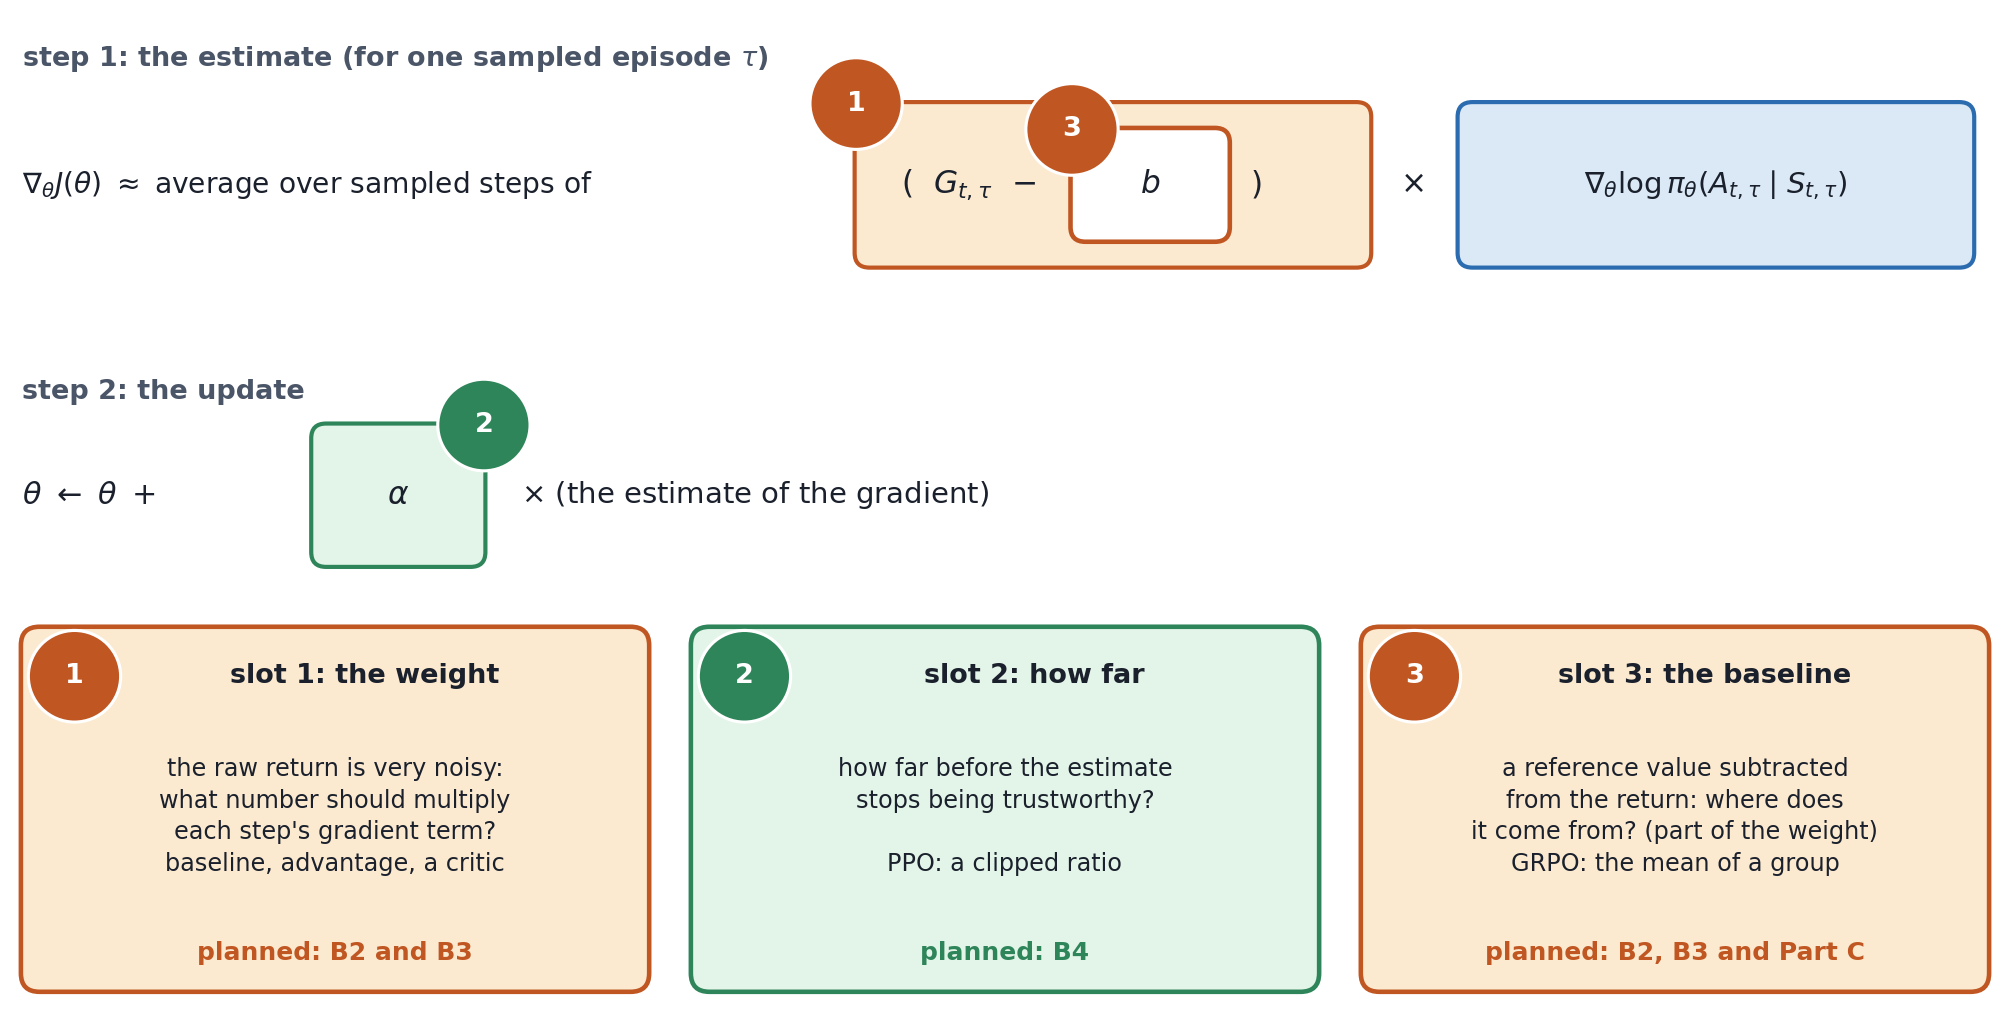 step 1: the estimate (for one sampled episode τ)
1
3
∇θJ(θ) ≈ average over sampled steps of
( Gt, τ − b )
×
∇θ log πθ(At, τ | St, τ)
step 2: the update
2
θ ← θ +
α
× (the estimate of the gradient)
1
slot 1: the weight
the raw return is very noisy:
what number should multiply
each step's gradient term?
baseline, advantage, a critic
planned: B2 and B3
2
slot 2: how far
how far before the estimate
stops being trustworthy?
PPO: a clipped ratio
planned: B4
3
slot 3: the baseline
a reference value subtracted
from the return: where does
it come from? (part of the weight)
GRPO: the mean of a group
planned: B2, B3 and Part C